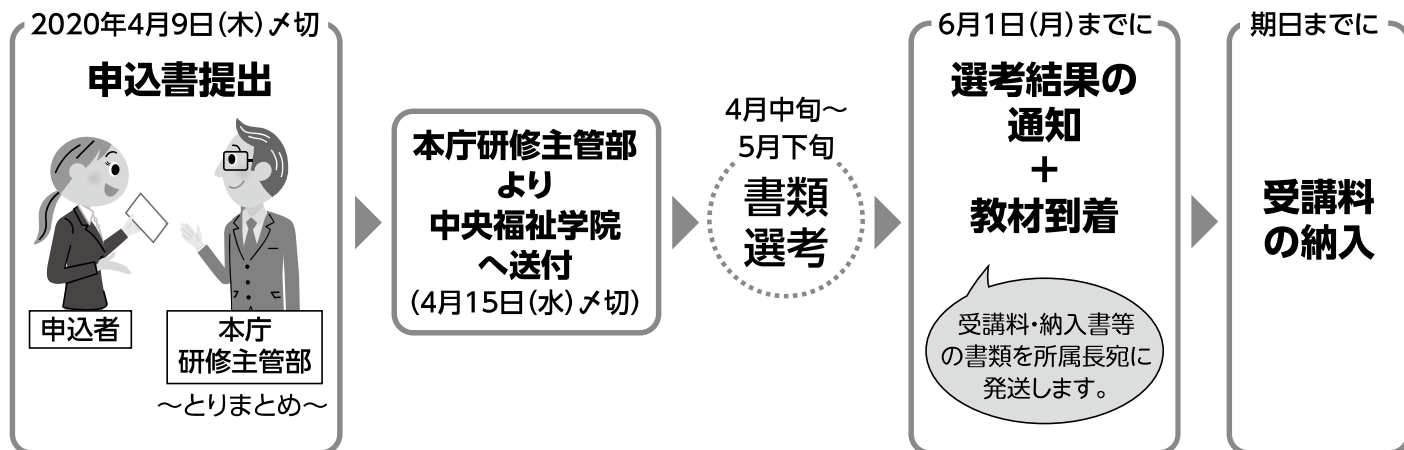 2020年4月9日(木)〆切
申込書提出
申込者
本庁
研修主管部
〜とりまとめ〜
本庁研修主管部
より
中央福祉学院
へ送付
(4月15日(水)〆切)
4月中旬〜
5月下旬
書類
選考
6月1日(月)までに
選考結果の
通知
+
教材到着
受講料・納入書等
の書類を所属長宛に
発送します。
期日までに
受講料
の納入